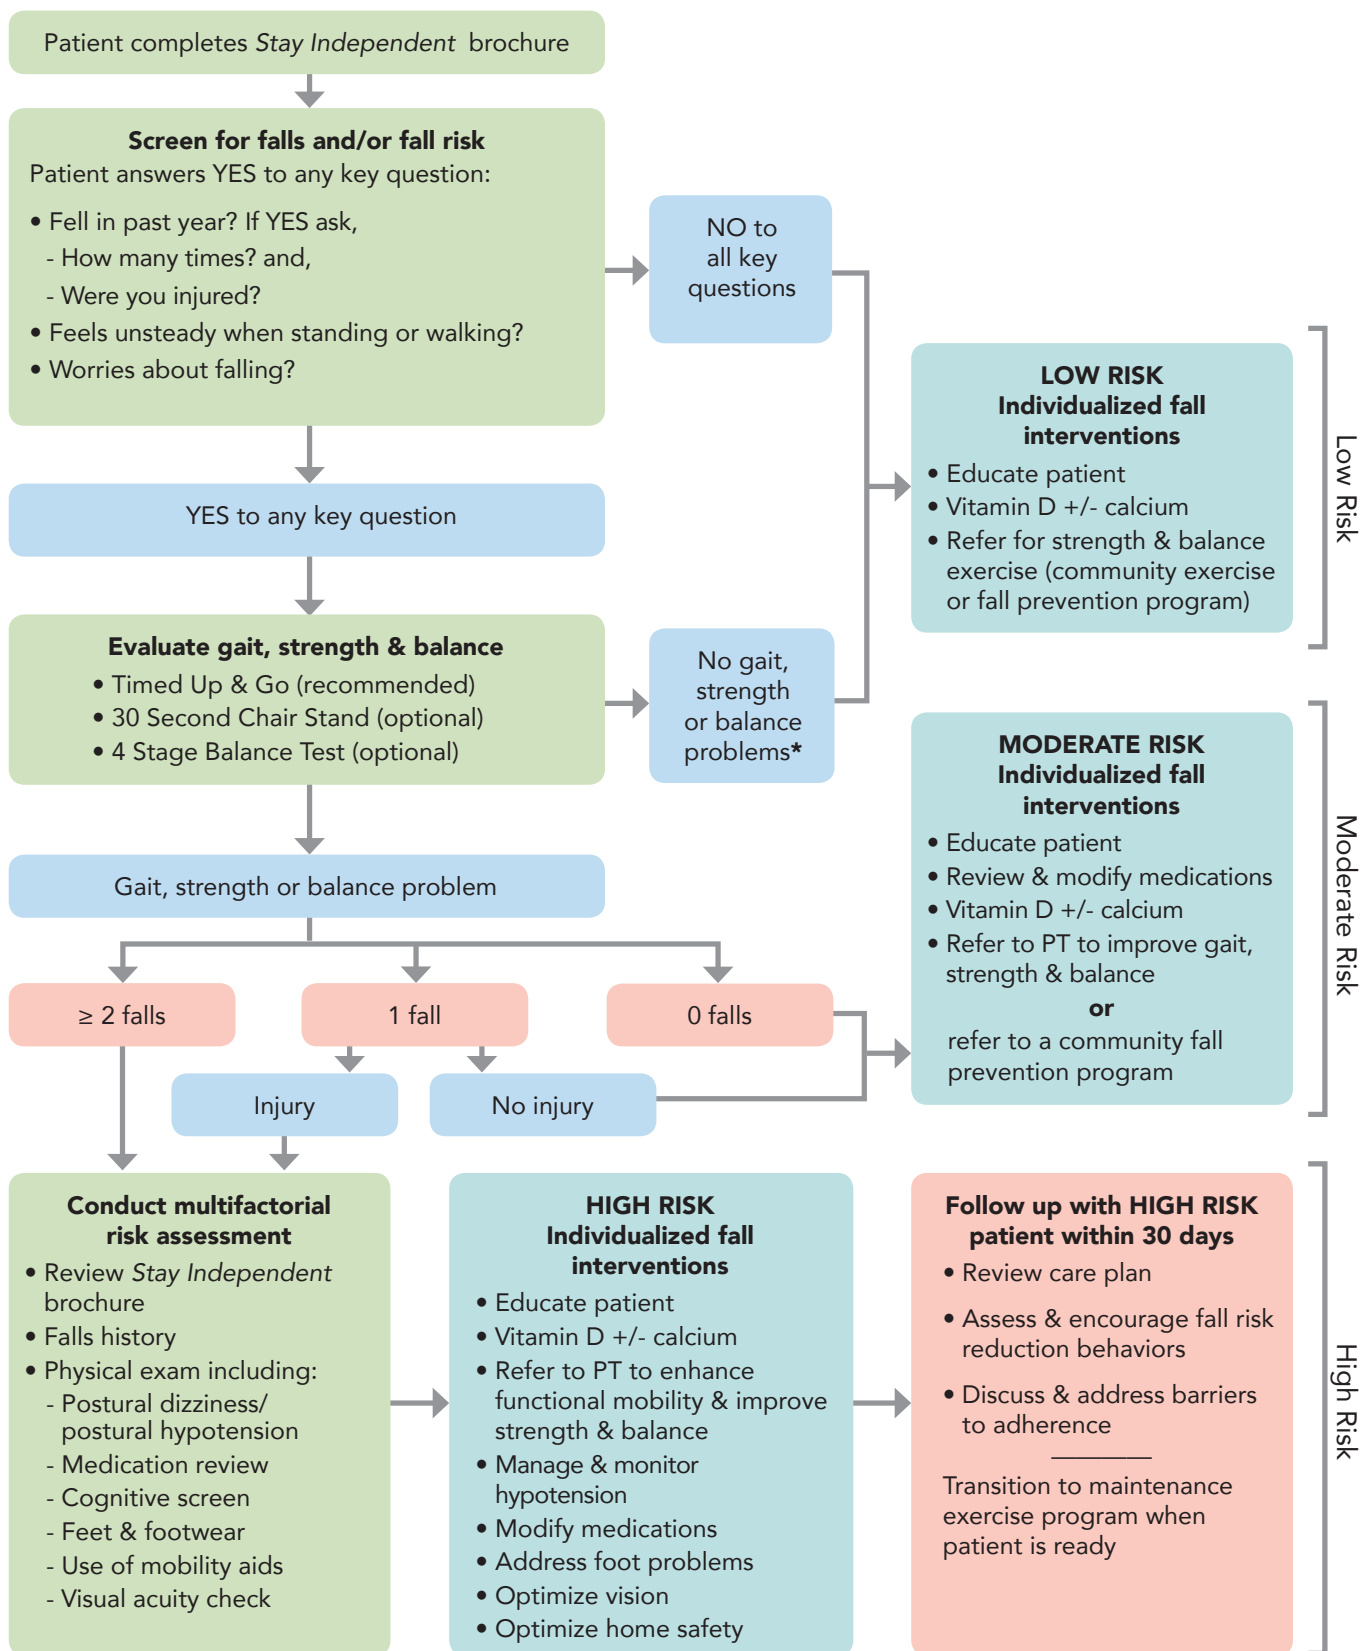 Patient completes Stay Independent brochure
Screen for falls and/or fall risk
Patient answers YES to any key question:
• Fell in past year? If YES ask,
- How many times? and,
- Were you injured?
• Feels unsteady when standing or walking?
• Worries about falling?
NO to
all key
questions
YES to any key question
LOW RISK
Individualized fall
interventions
• Educate patient
• Vitamin D +/- calcium
• Refer for strength & balance
exercise (community exercise
or fall prevention program)
Low Risk
Evaluate gait, strength & balance
• Timed Up & Go (recommended)
• 30 Second Chair Stand (optional)
• 4 Stage Balance Test (optional)
No gait,
strength
or balance
problems*
Gait, strength or balance problem
MODERATE RISK
Individualized fall
interventions
• Educate patient
• Review & modify medications
• Vitamin D +/- calcium
• Refer to PT to improve gait,
strength & balance
or
refer to a community fall
prevention program
Moderate Risk
≥ 2 falls
1 fall
0 falls
Injury
No injury
Conduct multifactorial
risk assessment
• Review Stay Independent
brochure
• Falls history
• Physical exam including:
- Postural dizziness/
postural hypotension
- Medication review
- Cognitive screen
- Feet & footwear
- Use of mobility aids
- Visual acuity check
HIGH RISK
Individualized fall
interventions
• Educate patient
• Vitamin D +/- calcium
• Refer to PT to enhance
functional mobility & improve
strength & balance
• Manage & monitor
hypotension
• Modify medications
• Address foot problems
• Optimize vision
• Optimize home safety
Follow up with HIGH RISK
patient within 30 days
• Review care plan
• Assess & encourage fall risk
reduction behaviors
• Discuss & address barriers
to adherence
Transition to maintenance
exercise program when
patient is ready
High Risk